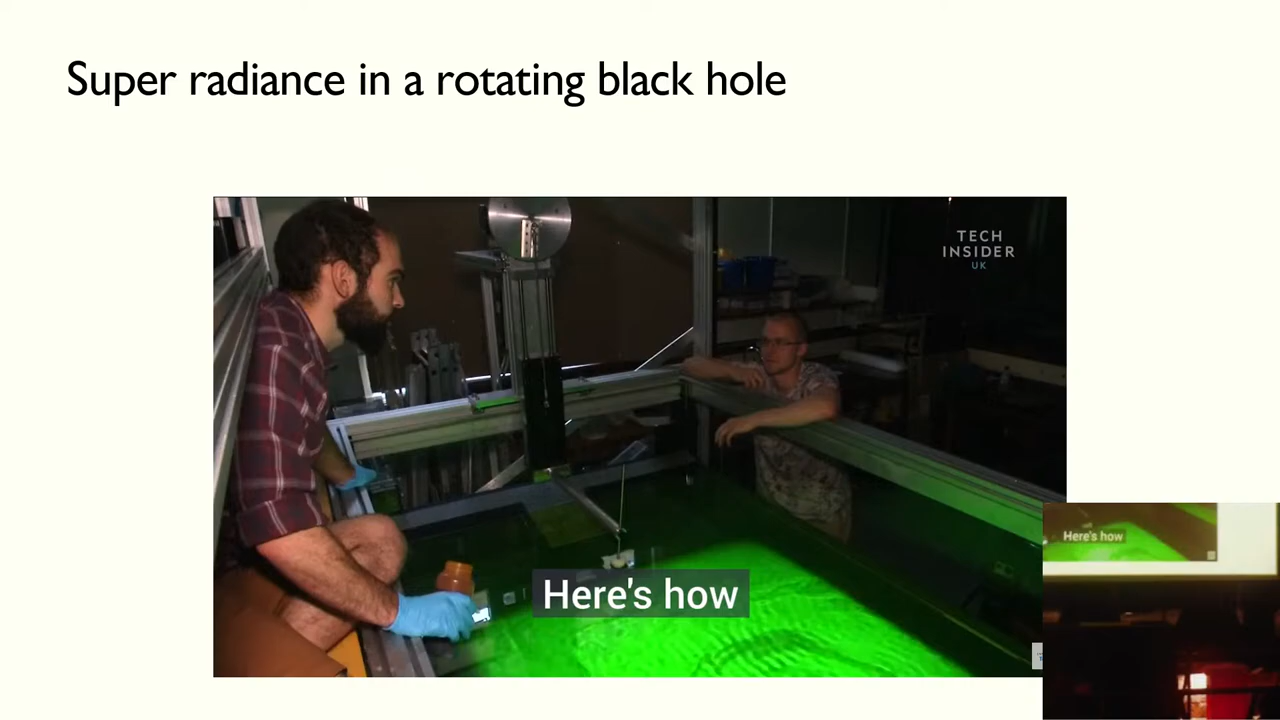 Super radiance in a rotating black hole
TECH
INSIDER
UK
Here's how
Here's how